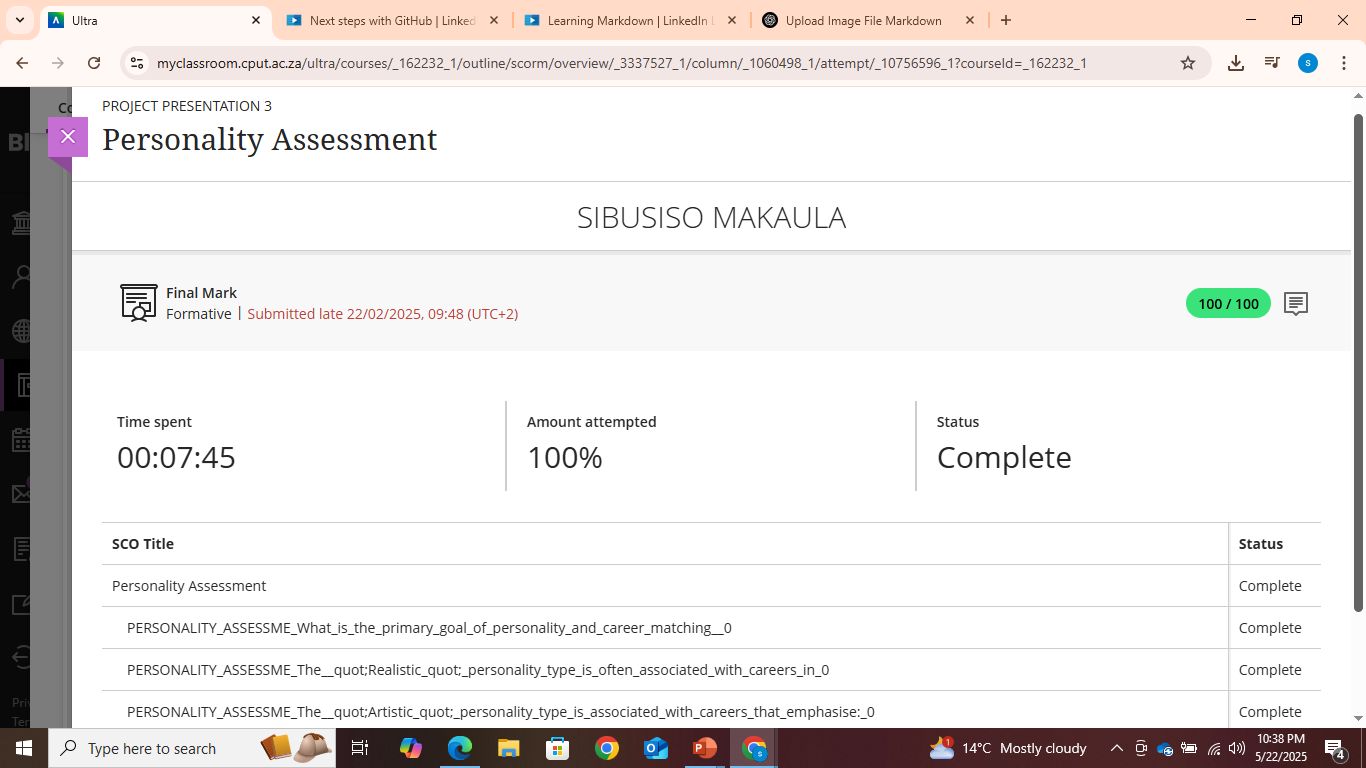 Ultra
Next steps with GitHub | Linked
Learning Markdown | LinkedIn L
Upload Image File Markdown
myclassroom.cput.ac.za/ultra/courses/_162232_1/outline/scorm/overview/_3337527_1/column/_1060498_1/attempt/_10756596_1?courseId=_162232_1
s
PROJECT PRESENTATION 3
Personality Assessment
SIBUSISO MAKAULA
Final Mark
Formative | Submitted late 22/02/2025, 09:48 (UTC+2)
100 / 100
Time spent
00:07:45
Amount attempted
100%
Status
Complete
SCO Title Status
Personality Assessment Complete
PERSONALITY_ASSESSME_What_is_the_primary_goal_of_personality_and_career_matching__0 Complete
PERSONALITY_ASSESSME_The__quot;Realistic_quot;_personality_type_is_often_associated_with_careers_in_0 Complete
PERSONALITY_ASSESSME_The__quot;Artistic_quot;_personality_type_is_associated_with_careers_that_emphasise:_0 Complete
Type here to search
1
14°C Mostly cloudy
10:38 PM
5/22/2025
4